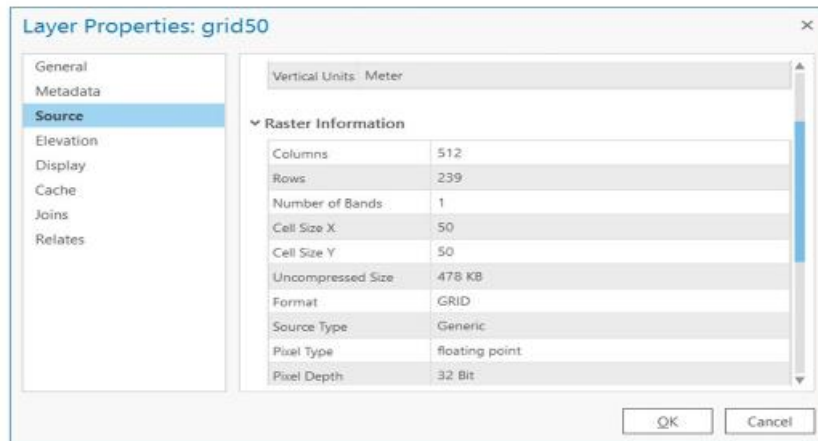 Layer Properties: grid50
General
Metadata
Source
Elevation
Display
Cache
Joins
Relates
Vertical Units Meter
Raster Information
Columns 512
Rows 239
Number of Bands 1
Cell Size X 50
Cell Size Y 50
Uncompressed Size 478 KB
Format GRID
Source Type Generic
Pixel Type floating point
Pixel Depth 32 Bit
OK Cancel